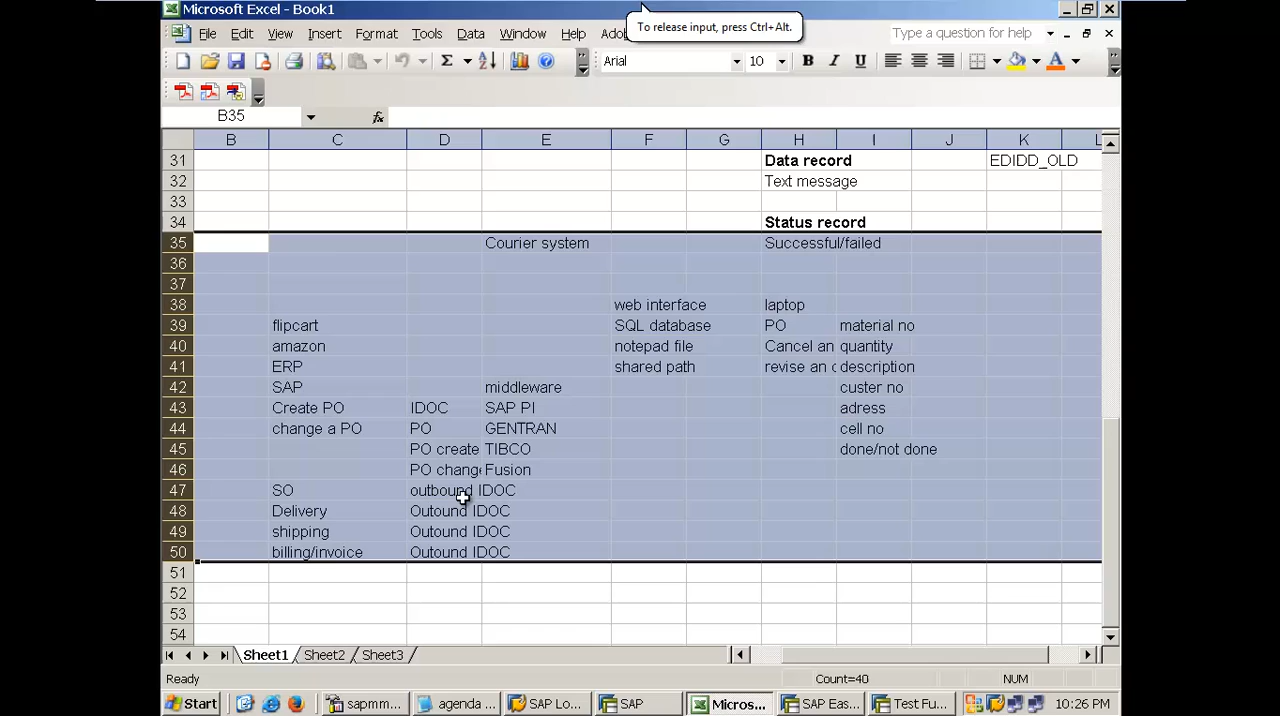 Microsoft Excel - Book1
To release input, press Ctrl+Alt.
File Edit View Insert Format Tools Data Window Help Type a question for help
Arial 10 B I U
B35 fx
B C D E F G H I J K L
31 Data record EDIDD_OLD
32 Text message
33
34 Status record
35 Courier system Successful/failed
36
37
38 web interface laptop
39 flipcart SQL database PO material no
40 amazon notepad file Cancel an quantity
41 ERP shared path revise an description
42 SAP middleware custer no
43 Create PO IDOC SAP PI adress
44 change a PO PO GENTRAN cell no
45 PO create TIBCO done/not done
46 PO chang Fusion
47 SO outbound IDOC
48 Delivery Outound IDOC
49 shipping Outound IDOC
50 billing/invoice Outound IDOC
51
52
53
54
Sheet1 Sheet2 Sheet3
Ready Count=40 NUM
Start sapmm... agenda ... SAP Lo... SAP Micros... SAP Eas... Test Fu... 10:26 PM